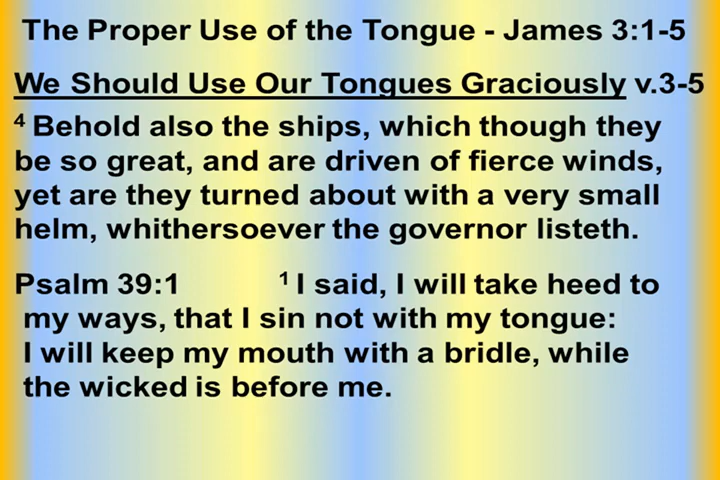 The Proper Use of the Tongue - James 3:1-5
We Should Use Our Tongues Graciously v.3-5
4 Behold also the ships, which though they
be so great, and are driven of fierce winds,
yet are they turned about with a very small
helm, whithersoever the governor listeth.
Psalm 39:1 1 I said, I will take heed to
my ways, that I sin not with my tongue:
I will keep my mouth with a bridle, while
the wicked is before me.